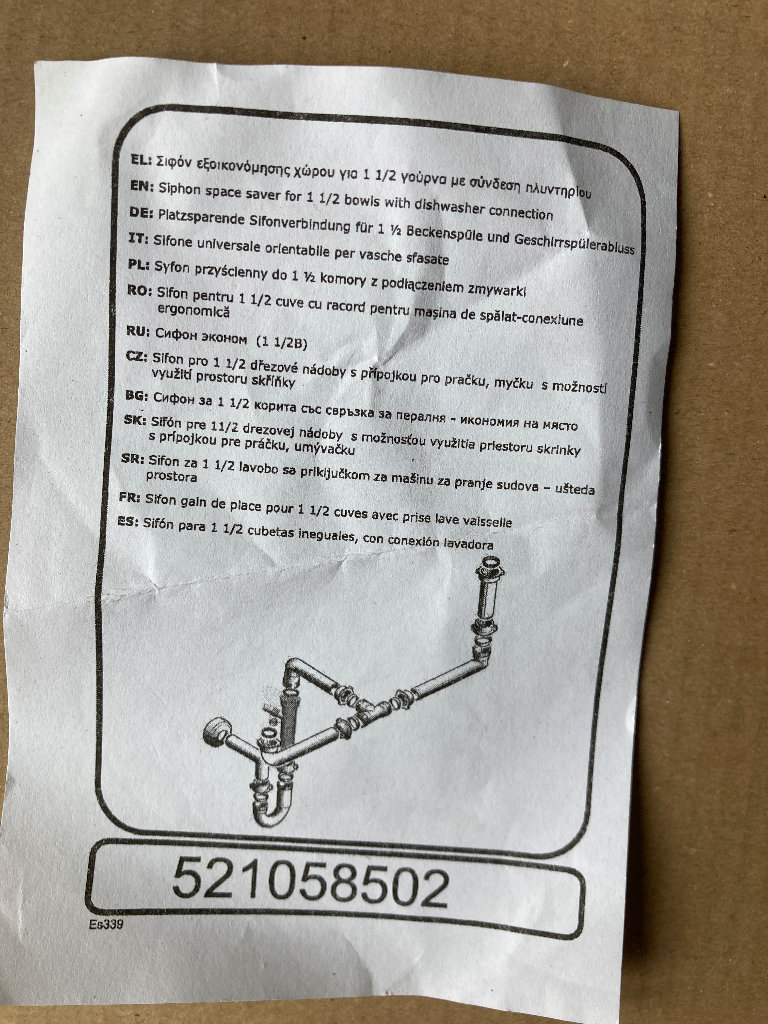 EL: Σιφόν εξοικονόμησης χώρου για 1 1/2 γούρνα με σύνδεση πλυντηρίου
EN: Siphon space saver for 1 1/2 bowls with dishwasher connection
DE: Platzsparende Sifonverbindung für 1 ½ Beckenspüle und Geschirrspülerabluss
IT: Sifone universale orientabile per vasche sfasate
PL: Syfon przyścienny do 1 ½ komory z podłączeniem zmywarki
RO: Sifon pentru 1 1/2 cuve cu racord pentru mașina de spălat-conexiune
ergonomică
RU: Сифон эконом (1 1/2В)
CZ: Sifon pro 1 1/2 dřezové nádoby s přípojkou pro pračku, myčku s možností
využití prostoru skříňky
BG: Сифон за 1 1/2 корита със свръзка за пералня - икономия на място
SK: Sifón pre 11/2 drezovej nádoby s možnosťou využitia priestoru skrinky
s prípojkou pre práčku, umývačku
SR: Sifon za 1 1/2 lavobo sa priključkom za mašinu za pranje sudova – ušteda
prostora
FR: Sifon gain de place pour 1 1/2 cuves avec prise lave vaisselle
ES: Sifón para 1 1/2 cubetas ineguales, con conexión lavadora
521058502
Es339